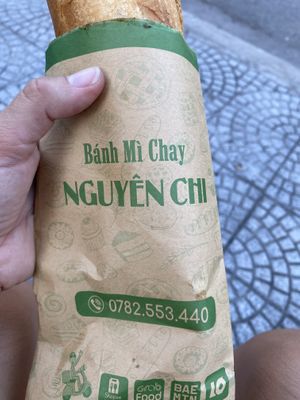 Bánh Mì Chay
NGUYÊN CHI
0782.553.440
Grab
Food
BAE
MIN